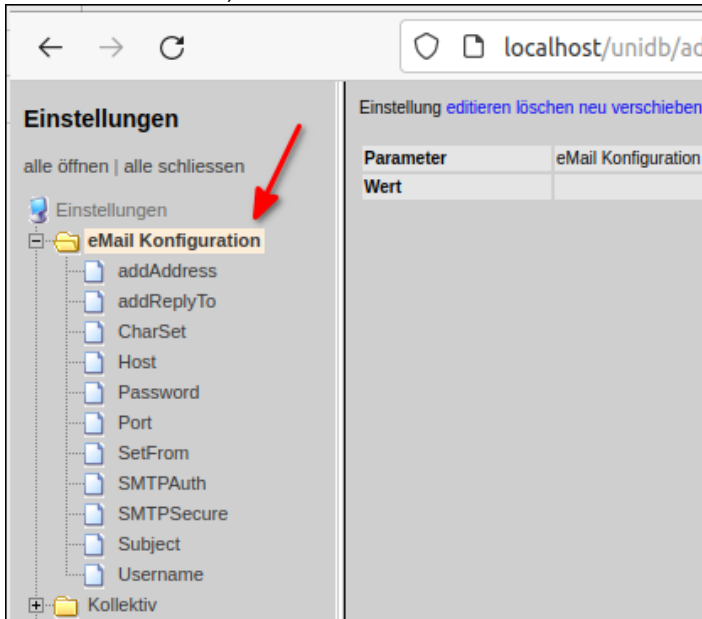 localhost/unidb/ad
Einstellungen
alle öffnen | alle schliessen
Einstellungen
eMail Konfiguration
addAddress
addReplyTo
CharSet
Host
Password
Port
SetFrom
SMTPAuth
SMTPSecure
Subject
Username
Kollektiv
Einstellung editieren löschen neu verschieben
Parameter eMail Konfiguration
Wert